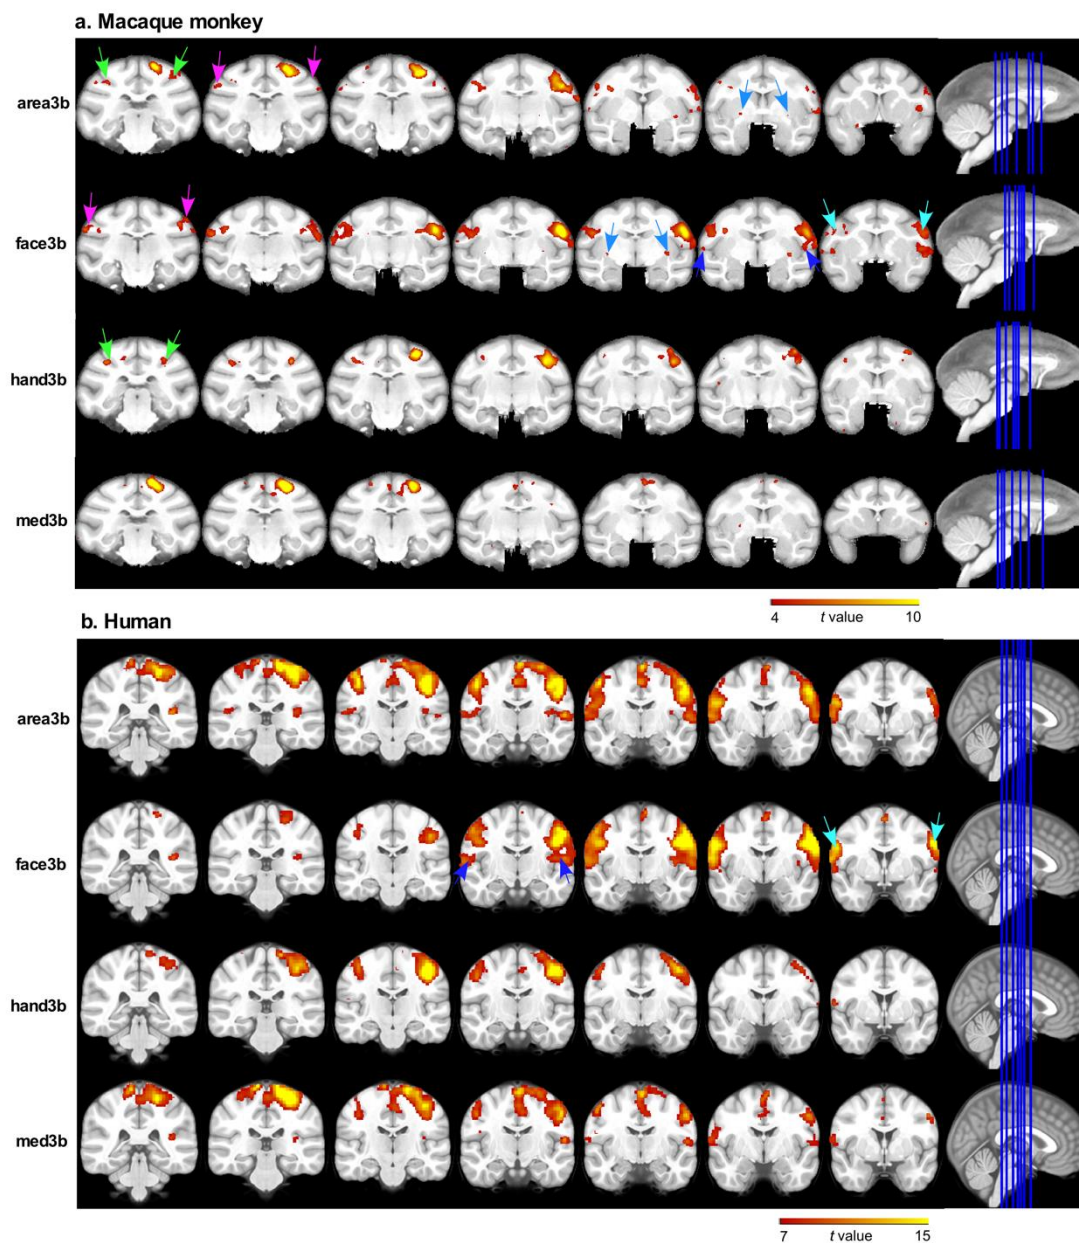 a. Macaque monkey
area3b
face3b
hand3b
med3b
4 t value 10
b. Human
area3b
face3b
hand3b
med3b
7 t value 15